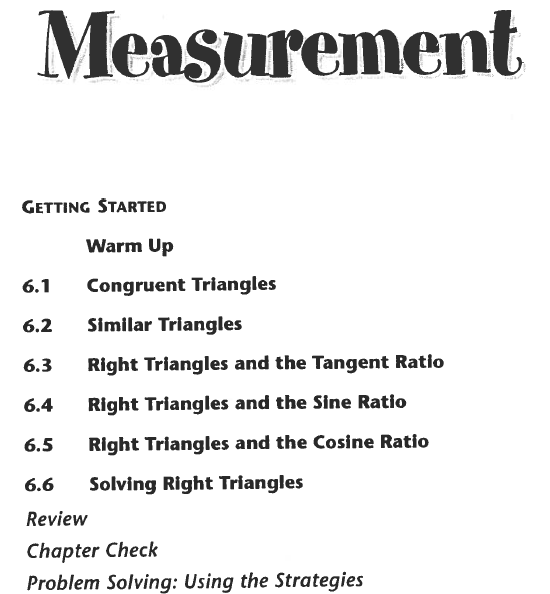 Measurement
GETTING STARTED
Warm Up
6.1 Congruent Triangles
6.2 Similar Triangles
6.3 Right Triangles and the Tangent Ratio
6.4 Right Triangles and the Sine Ratio
6.5 Right Triangles and the Cosine Ratio
6.6 Solving Right Triangles
Review
Chapter Check
Problem Solving: Using the Strategies